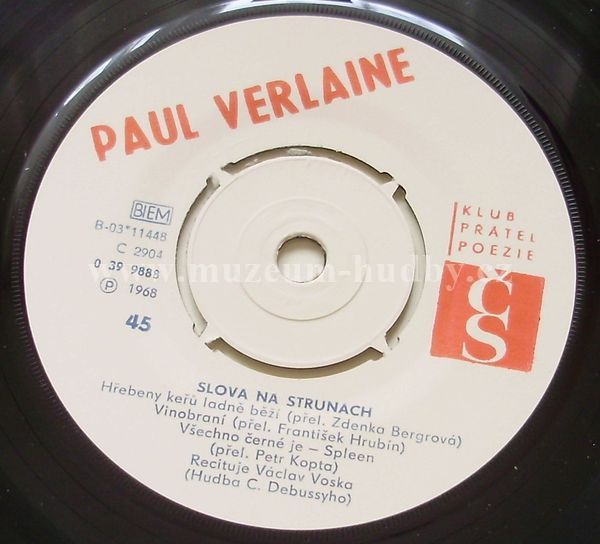 PAUL VERLAINE
BIEM
B-03*11448
C 2904
0 39 9888
Ⓟ 1968
45
KLUB
PŘÁTEL
POEZIE
ČS
www.muzeum-hudby.cz
SLOVA NA STRUNACH
Hřebeny keřů ladně běží (přel. Zdenka Bergrová)
Vinobraní (přel. František Hrubín)
Všechno černé je – Spleen
(přel. Petr Kopta)
Recituje Václav Voska
(Hudba C. Debussyho)